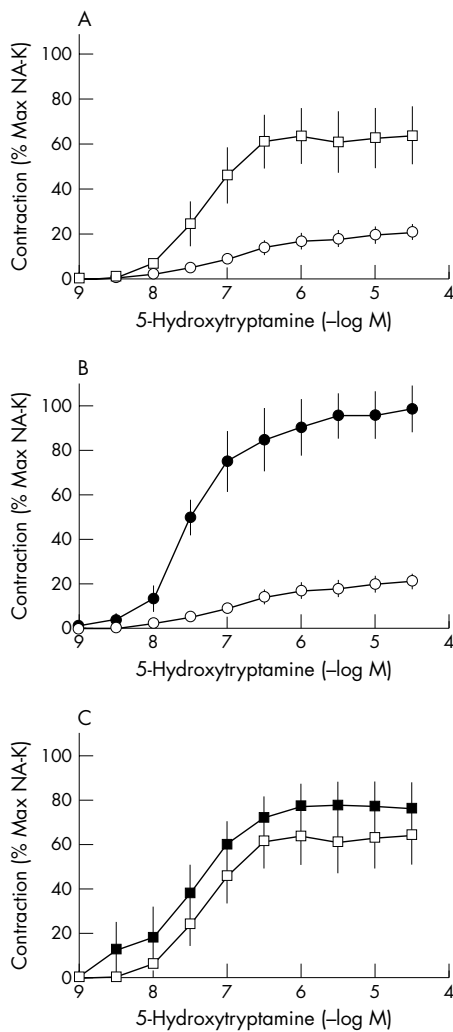 A
Contraction (% Max NA-K)
100
80
60
40
20
0
9 8 7 6 5 4
5-Hydroxytryptamine (–log M)
B
Contraction (% Max NA-K)
100
80
60
40
20
0
9 8 7 6 5 4
5-Hydroxytryptamine (–log M)
C
Contraction (% Max NA-K)
100
80
60
40
20
0
9 8 7 6 5 4
5-Hydroxytryptamine (–log M)